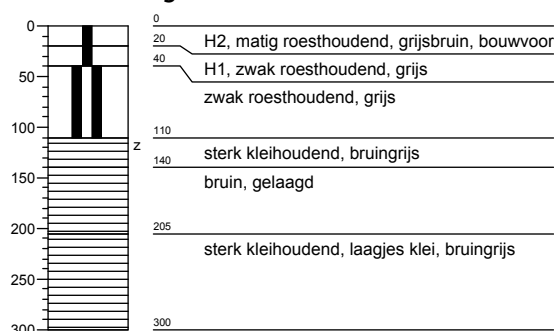 0
0
20
H2, matig roesthoudend, grijsbruin, bouwvoor
40
H1, zwak roesthoudend, grijs
50
zwak roesthoudend, grijs
100
110
z
sterk kleihoudend, bruingrijs
140
150
bruin, gelaagd
200
205
sterk kleihoudend, laagjes klei, bruingrijs
250
300
300